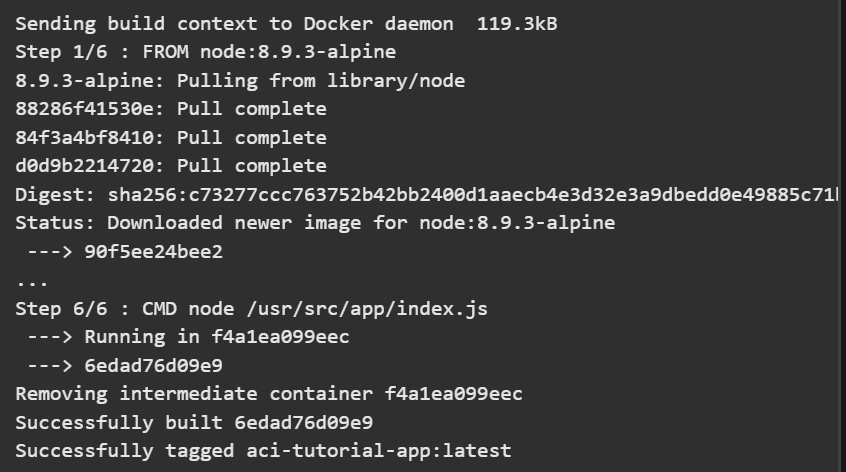 Sending build context to Docker daemon  119.3kB
Step 1/6 : FROM node:8.9.3-alpine
8.9.3-alpine: Pulling from library/node
88286f41530e: Pull complete
84f3a4bf8410: Pull complete
d0d9b2214720: Pull complete
Digest: sha256:c73277ccc763752b42bb2400d1aaecb4e3d32e3a9dbedd0e49885c71
Status: Downloaded newer image for node:8.9.3-alpine
 ---> 90f5ee24bee2
...
Step 6/6 : CMD node /usr/src/app/index.js
 ---> Running in f4a1ea099eec
 ---> 6edad76d09e9
Removing intermediate container f4a1ea099eec
Successfully built 6edad76d09e9
Successfully tagged aci-tutorial-app:latest